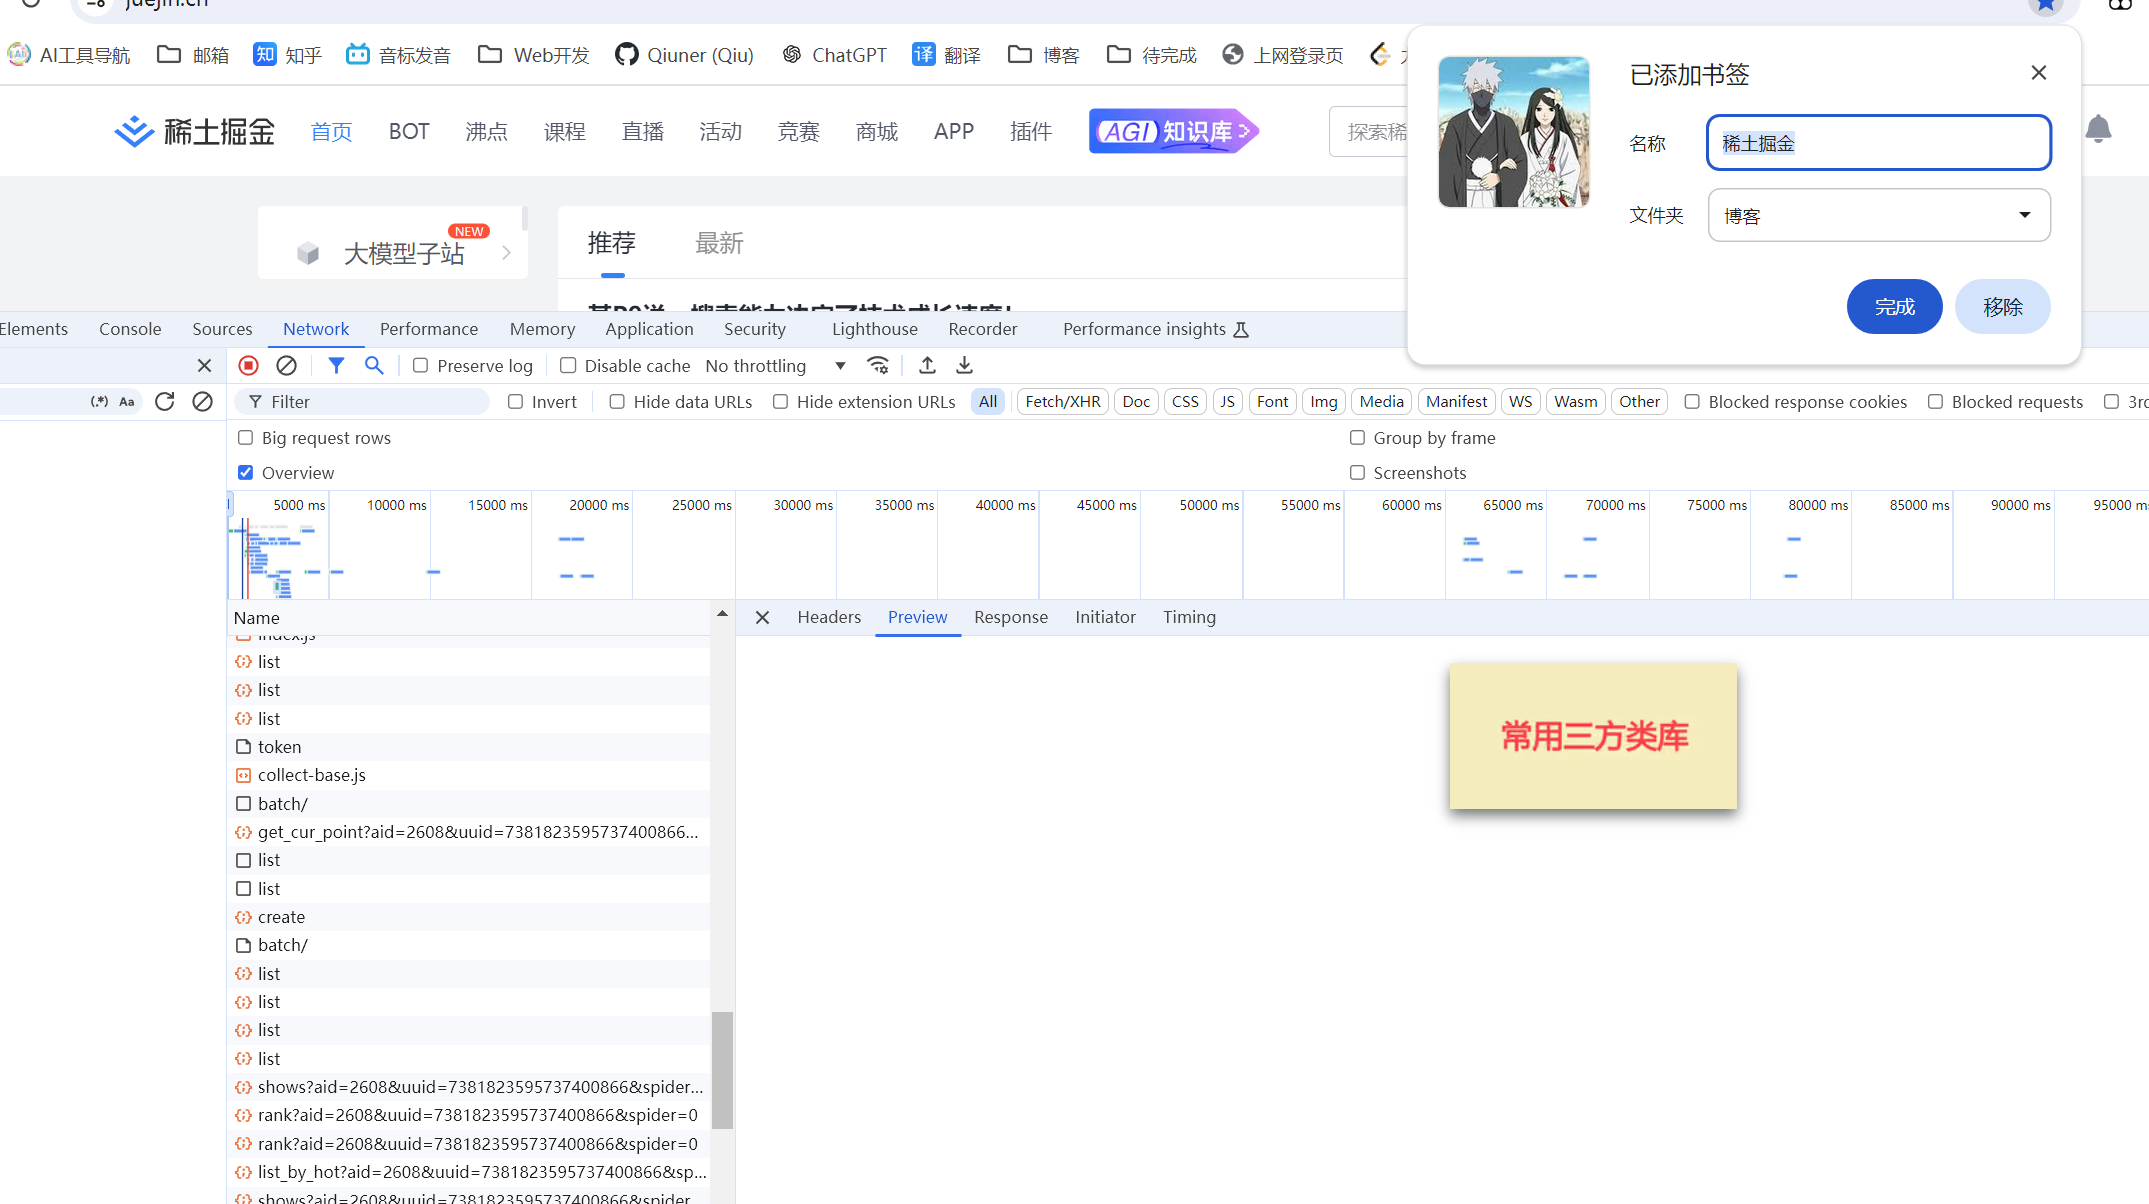 juejin.cn
AI工具导航 邮箱 知 知乎 音标发音 Web开发 Qiuner (Qiu) ChatGPT 译 翻译 博客 待完成 上网登录页
已添加书签
名称 稀土掘金
文件夹 博客
完成 移除
稀土掘金 首页 BOT 沸点 课程 直播 活动 竞赛 商城 APP 插件 AGI 知识库 探索稀
大模型子站 NEW
推荐 最新
Elements Console Sources Network Performance Memory Application Security Lighthouse Recorder Performance insights
Preserve log Disable cache No throttling
(.*) Aa Filter Invert Hide data URLs Hide extension URLs All Fetch/XHR Doc CSS JS Font Img Media Manifest WS Wasm Other Blocked response cookies Blocked requests 3rd
Big request rows Group by frame
Overview Screenshots
5000 ms 10000 ms 15000 ms 20000 ms 25000 ms 30000 ms 35000 ms 40000 ms 45000 ms 50000 ms 55000 ms 60000 ms 65000 ms 70000 ms 75000 ms 80000 ms 85000 ms 90000 ms 95000 ms
Name Headers Preview Response Initiator Timing
index.js
list
list
list
token
collect-base.js
batch/
get_cur_point?aid=2608&uuid=7381823595737400866...
list
list
create
batch/
list
list
list
list
shows?aid=2608&uuid=7381823595737400866&spider...
rank?aid=2608&uuid=7381823595737400866&spider=0
rank?aid=2608&uuid=7381823595737400866&spider=0
list_by_hot?aid=2608&uuid=7381823595737400866&sp...
shows?aid=2608&uuid=7381823595737400866&spider
常用三方类库